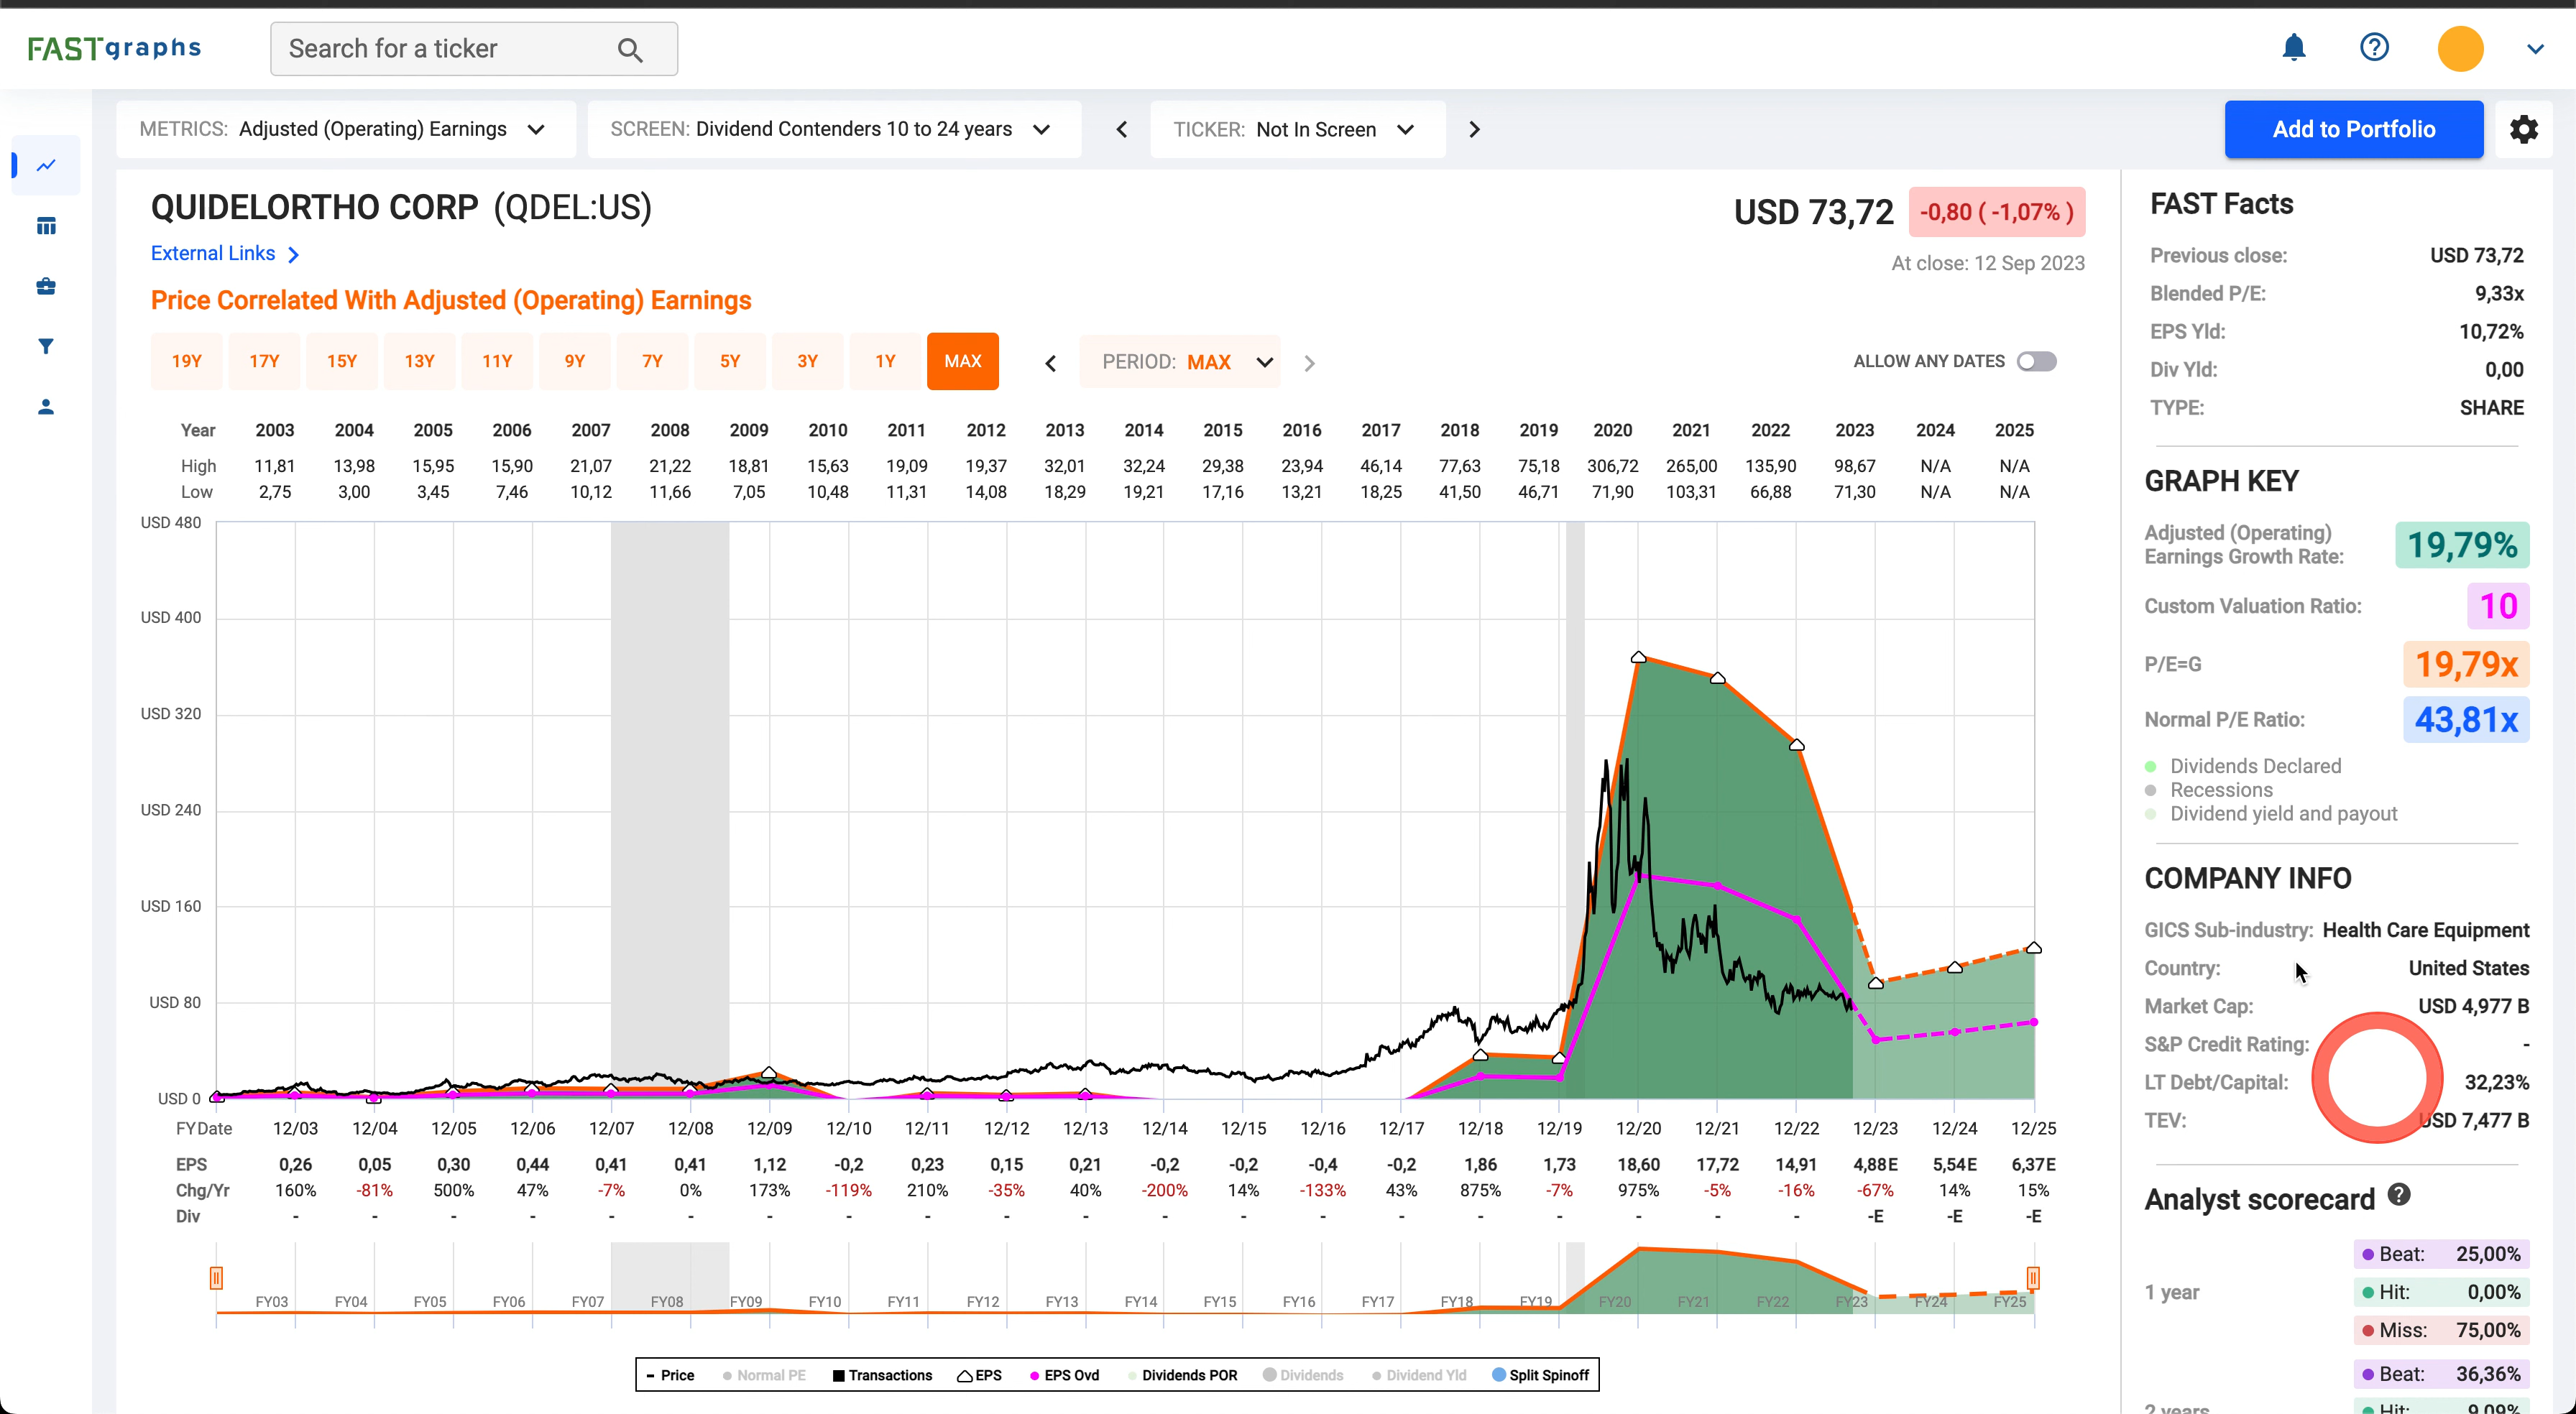 FASTgraphs
Search for a ticker
METRICS: Adjusted (Operating) Earnings
SCREEN: Dividend Contenders 10 to 24 years
TICKER: Not In Screen
Add to Portfolio
QUIDELORTHO CORP (QDEL:US)
USD 73,72 -0,80 ( -1,07% )
External Links
At close: 12 Sep 2023
Price Correlated With Adjusted (Operating) Earnings
19Y 17Y 15Y 13Y 11Y 9Y 7Y 5Y 3Y 1Y MAX PERIOD: MAX ALLOW ANY DATES
Year 2003 2004 2005 2006 2007 2008 2009 2010 2011 2012 2013 2014 2015 2016 2017 2018 2019 2020 2021 2022 2023 2024 2025
High 11,81 13,98 15,95 15,90 21,07 21,22 18,81 15,63 19,09 19,37 32,01 32,24 29,38 23,94 46,14 77,63 75,18 306,72 265,00 135,90 98,67 N/A N/A
Low 2,75 3,00 3,45 7,46 10,12 11,66 7,05 10,48 11,31 14,08 18,29 19,21 17,16 13,21 18,25 41,50 46,71 71,90 103,31 66,88 71,30 N/A N/A
USD 480
USD 400
USD 320
USD 240
USD 160
USD 80
USD 0
FYDate 12/03 12/04 12/05 12/06 12/07 12/08 12/09 12/10 12/11 12/12 12/13 12/14 12/15 12/16 12/17 12/18 12/19 12/20 12/21 12/22 12/23 12/24 12/25
EPS 0,26 0,05 0,30 0,44 0,41 0,41 1,12 -0,2 0,23 0,15 0,21 -0,2 -0,2 -0,4 -0,2 1,86 1,73 18,60 17,72 14,91 4,88E 5,54E 6,37E
Chg/Yr 160% -81% 500% 47% -7% 0% 173% -119% 210% -35% 40% -200% 14% -133% 43% 875% -7% 975% -5% -16% -67% 14% 15%
Div - - - - - - - - - - - - - - - - - - - - -E -E -E
FY03 FY04 FY05 FY06 FY07 FY08 FY09 FY10 FY11 FY12 FY13 FY14 FY15 FY16 FY17 FY18 FY19 FY20 FY21 FY22 FY23 FY24 FY25
Price Normal PE Transactions EPS EPS Ovd Dividends POR Dividends Dividend Yld Split Spinoff
FAST Facts
Previous close: USD 73,72
Blended P/E: 9,33x
EPS Yld: 10,72%
Div Yld: 0,00
TYPE: SHARE
GRAPH KEY
Adjusted (Operating)
Earnings Growth Rate: 19,79%
Custom Valuation Ratio: 10
P/E=G 19,79x
Normal P/E Ratio: 43,81x
Dividends Declared
Recessions
Dividend yield and payout
COMPANY INFO
GICS Sub-industry: Health Care Equipment
Country: United States
Market Cap: USD 4,977 B
S&P Credit Rating: -
LT Debt/Capital: 32,23%
TEV: USD 7,477 B
Analyst scorecard
1 year
Beat: 25,00%
Hit: 0,00%
Miss: 75,00%
2 years
Beat: 36,36%
Hit: 9,09%